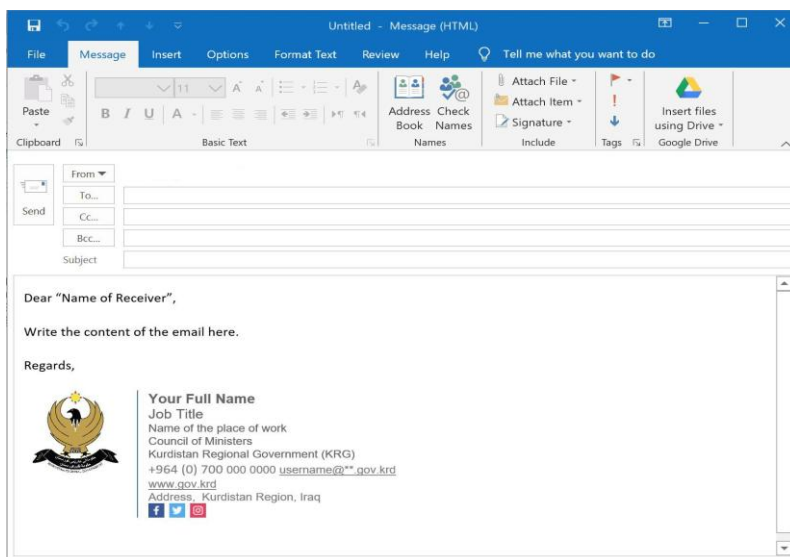 Untitled - Message (HTML)
File Message Insert Options Format Text Review Help Tell me what you want to do
Paste
Clipboard
11
B I U A
Basic Text
Address Book
Check Names
Names
Attach File
Attach Item
Signature
Include
Tags
Insert files using Drive
Google Drive
Send
From
To...
Cc...
Bcc...
Subject
Dear “Name of Receiver”,
Write the content of the email here.
Regards,
Your Full Name
Job Title
Name of the place of work
Council of Ministers
Kurdistan Regional Government (KRG)
+964 (0) 700 000 0000 username@**.gov.krd
www.gov.krd
Address, Kurdistan Region, Iraq